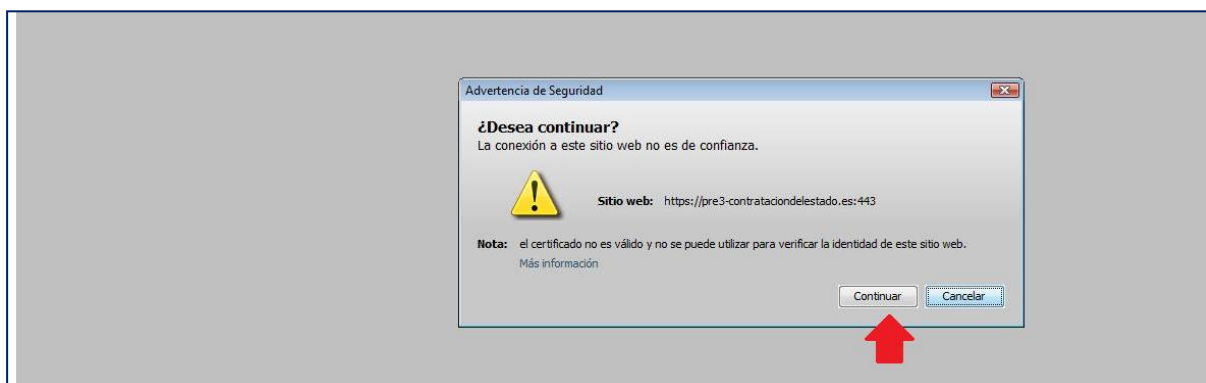 Advertencia de Seguridad
¿Desea continuar?
La conexión a este sitio web no es de confianza.
Sitio web: https://pre3-contrataciondelestado.es:443
Nota: el certificado no es válido y no se puede utilizar para verificar la identidad de este sitio web.
Más información
Continuar Cancelar